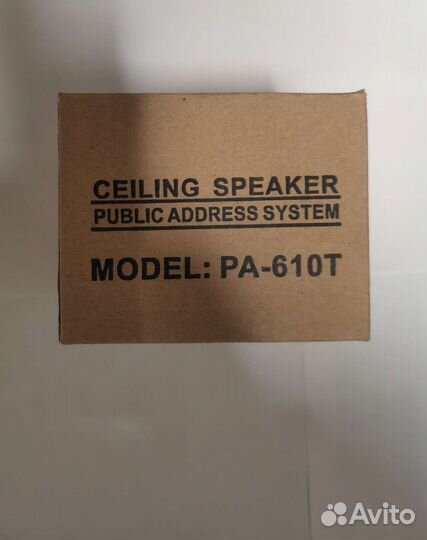 CEILING SPEAKER
PUBLIC ADDRESS SYSTEM
MODEL: PA-610T
Avito